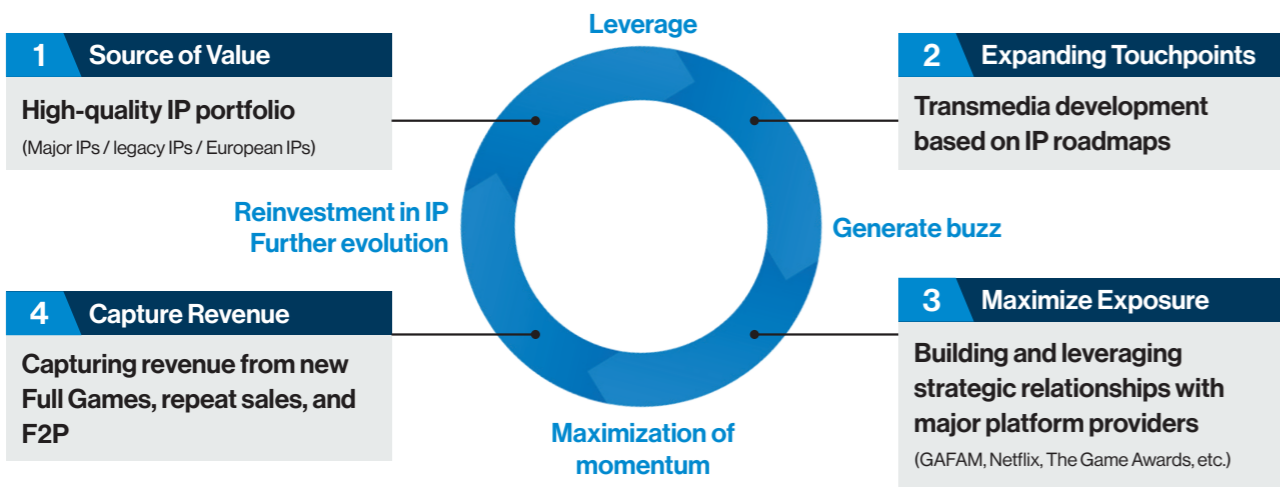 Leverage
1 Source of Value
High-quality IP portfolio
(Major IPs / legacy IPs / European IPs)
2 Expanding Touchpoints
Transmedia development
based on IP roadmaps
Reinvestment in IP
Further evolution
Generate buzz
4 Capture Revenue
Capturing revenue from new
Full Games, repeat sales, and
F2P
3 Maximize Exposure
Building and leveraging
strategic relationships with
major platform providers
(GAFAM, Netflix, The Game Awards, etc.)
Maximization of
momentum